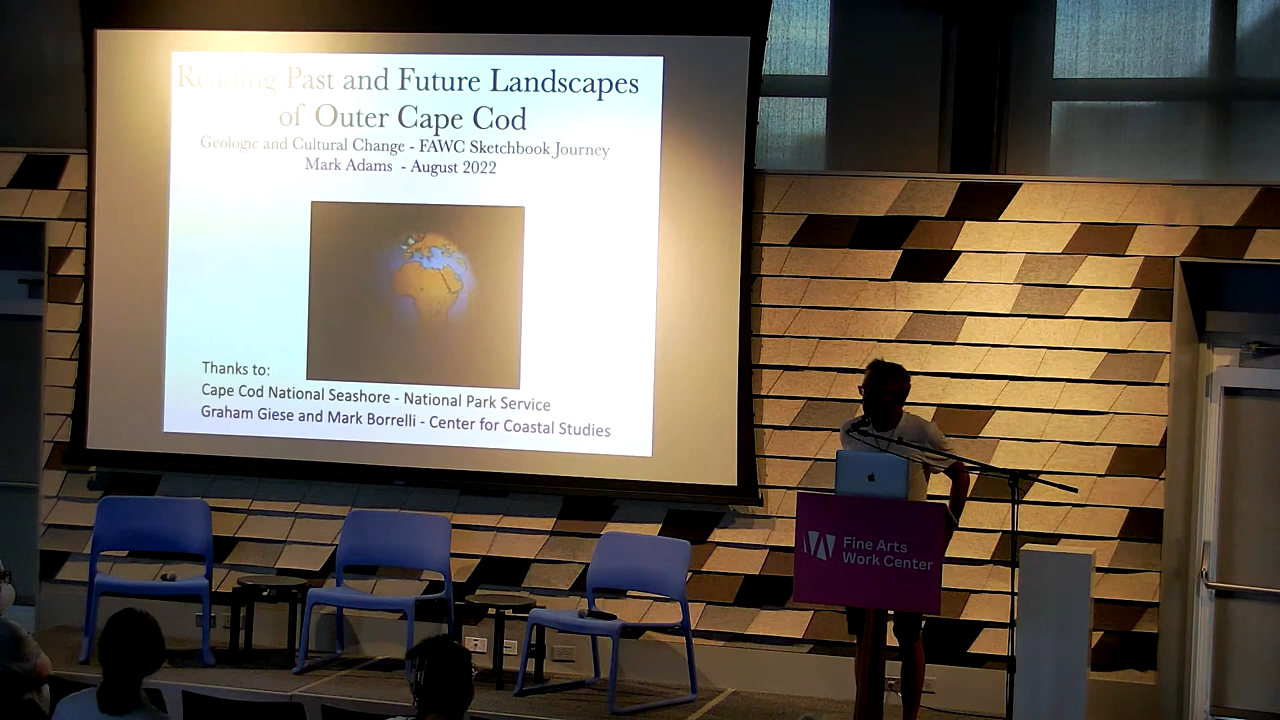 Reading Past and Future Landscapes
of Outer Cape Cod
Geologic and Cultural Change - FAWC Sketchbook Journey
Mark Adams - August 2022
Thanks to:
Cape Cod National Seashore - National Park Service
Graham Giese and Mark Borrelli - Center for Coastal Studies
Fine Arts
Work Center